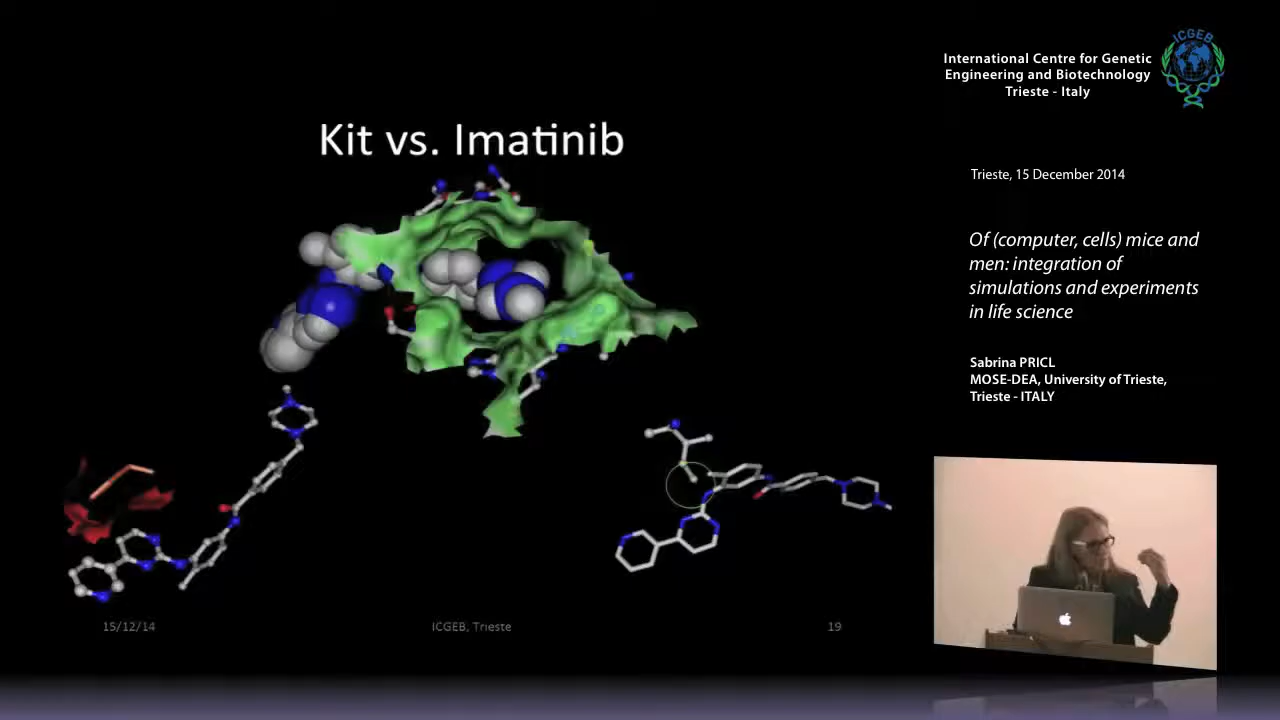 ICGEB
International Centre for Genetic
Engineering and Biotechnology
Trieste - Italy
Kit vs. Imatinib
Trieste, 15 December 2014
Of (computer, cells) mice and
men: integration of
simulations and experiments
in life science
Sabrina PRICL
MOSE-DEA, University of Trieste,
Trieste - ITALY
15/12/14
ICGEB, Trieste
19